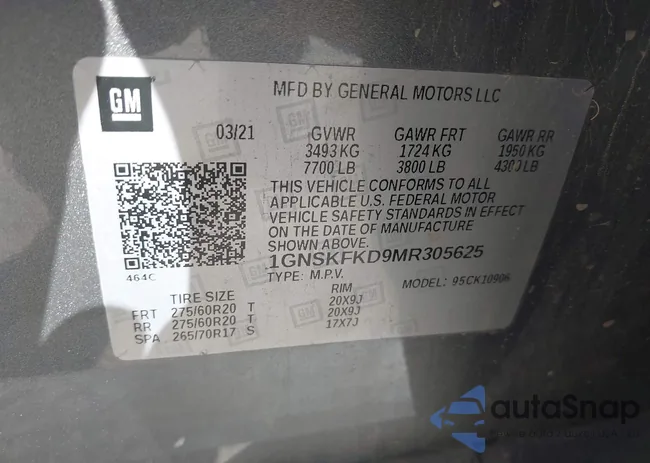 GM
MFD BY GENERAL MOTORS LLC
03/21 GVWR GAWR FRT GAWR RR
3493 KG 1724 KG 1950 KG
7700 LB 3800 LB 4300 LB
THIS VEHICLE CONFORMS TO ALL
APPLICABLE U.S. FEDERAL MOTOR
VEHICLE SAFETY STANDARDS IN EFFECT
ON THE DATE OF MANUFACTURE
SHOWN ABOVE.
1GNSKFKD9MR305625
464C
TYPE: M.P.V. MODEL: 95CK10906
TIRE SIZE RIM
FRT 275/60R20 T 20X9J
RR 275/60R20 T 20X9J
SPA 265/70R17 S 17X7J
autaSnap